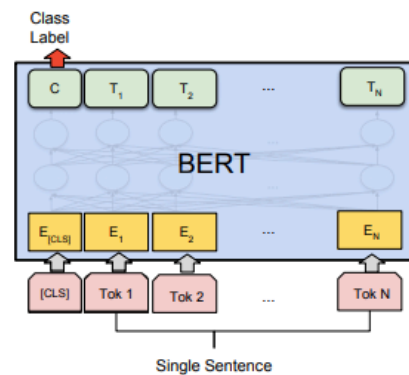 Class
Label
C T1 T2 ... TN
BERT
E[CLS] E1 E2 ... EN
[CLS] Tok 1 Tok 2 ... Tok N
Single Sentence